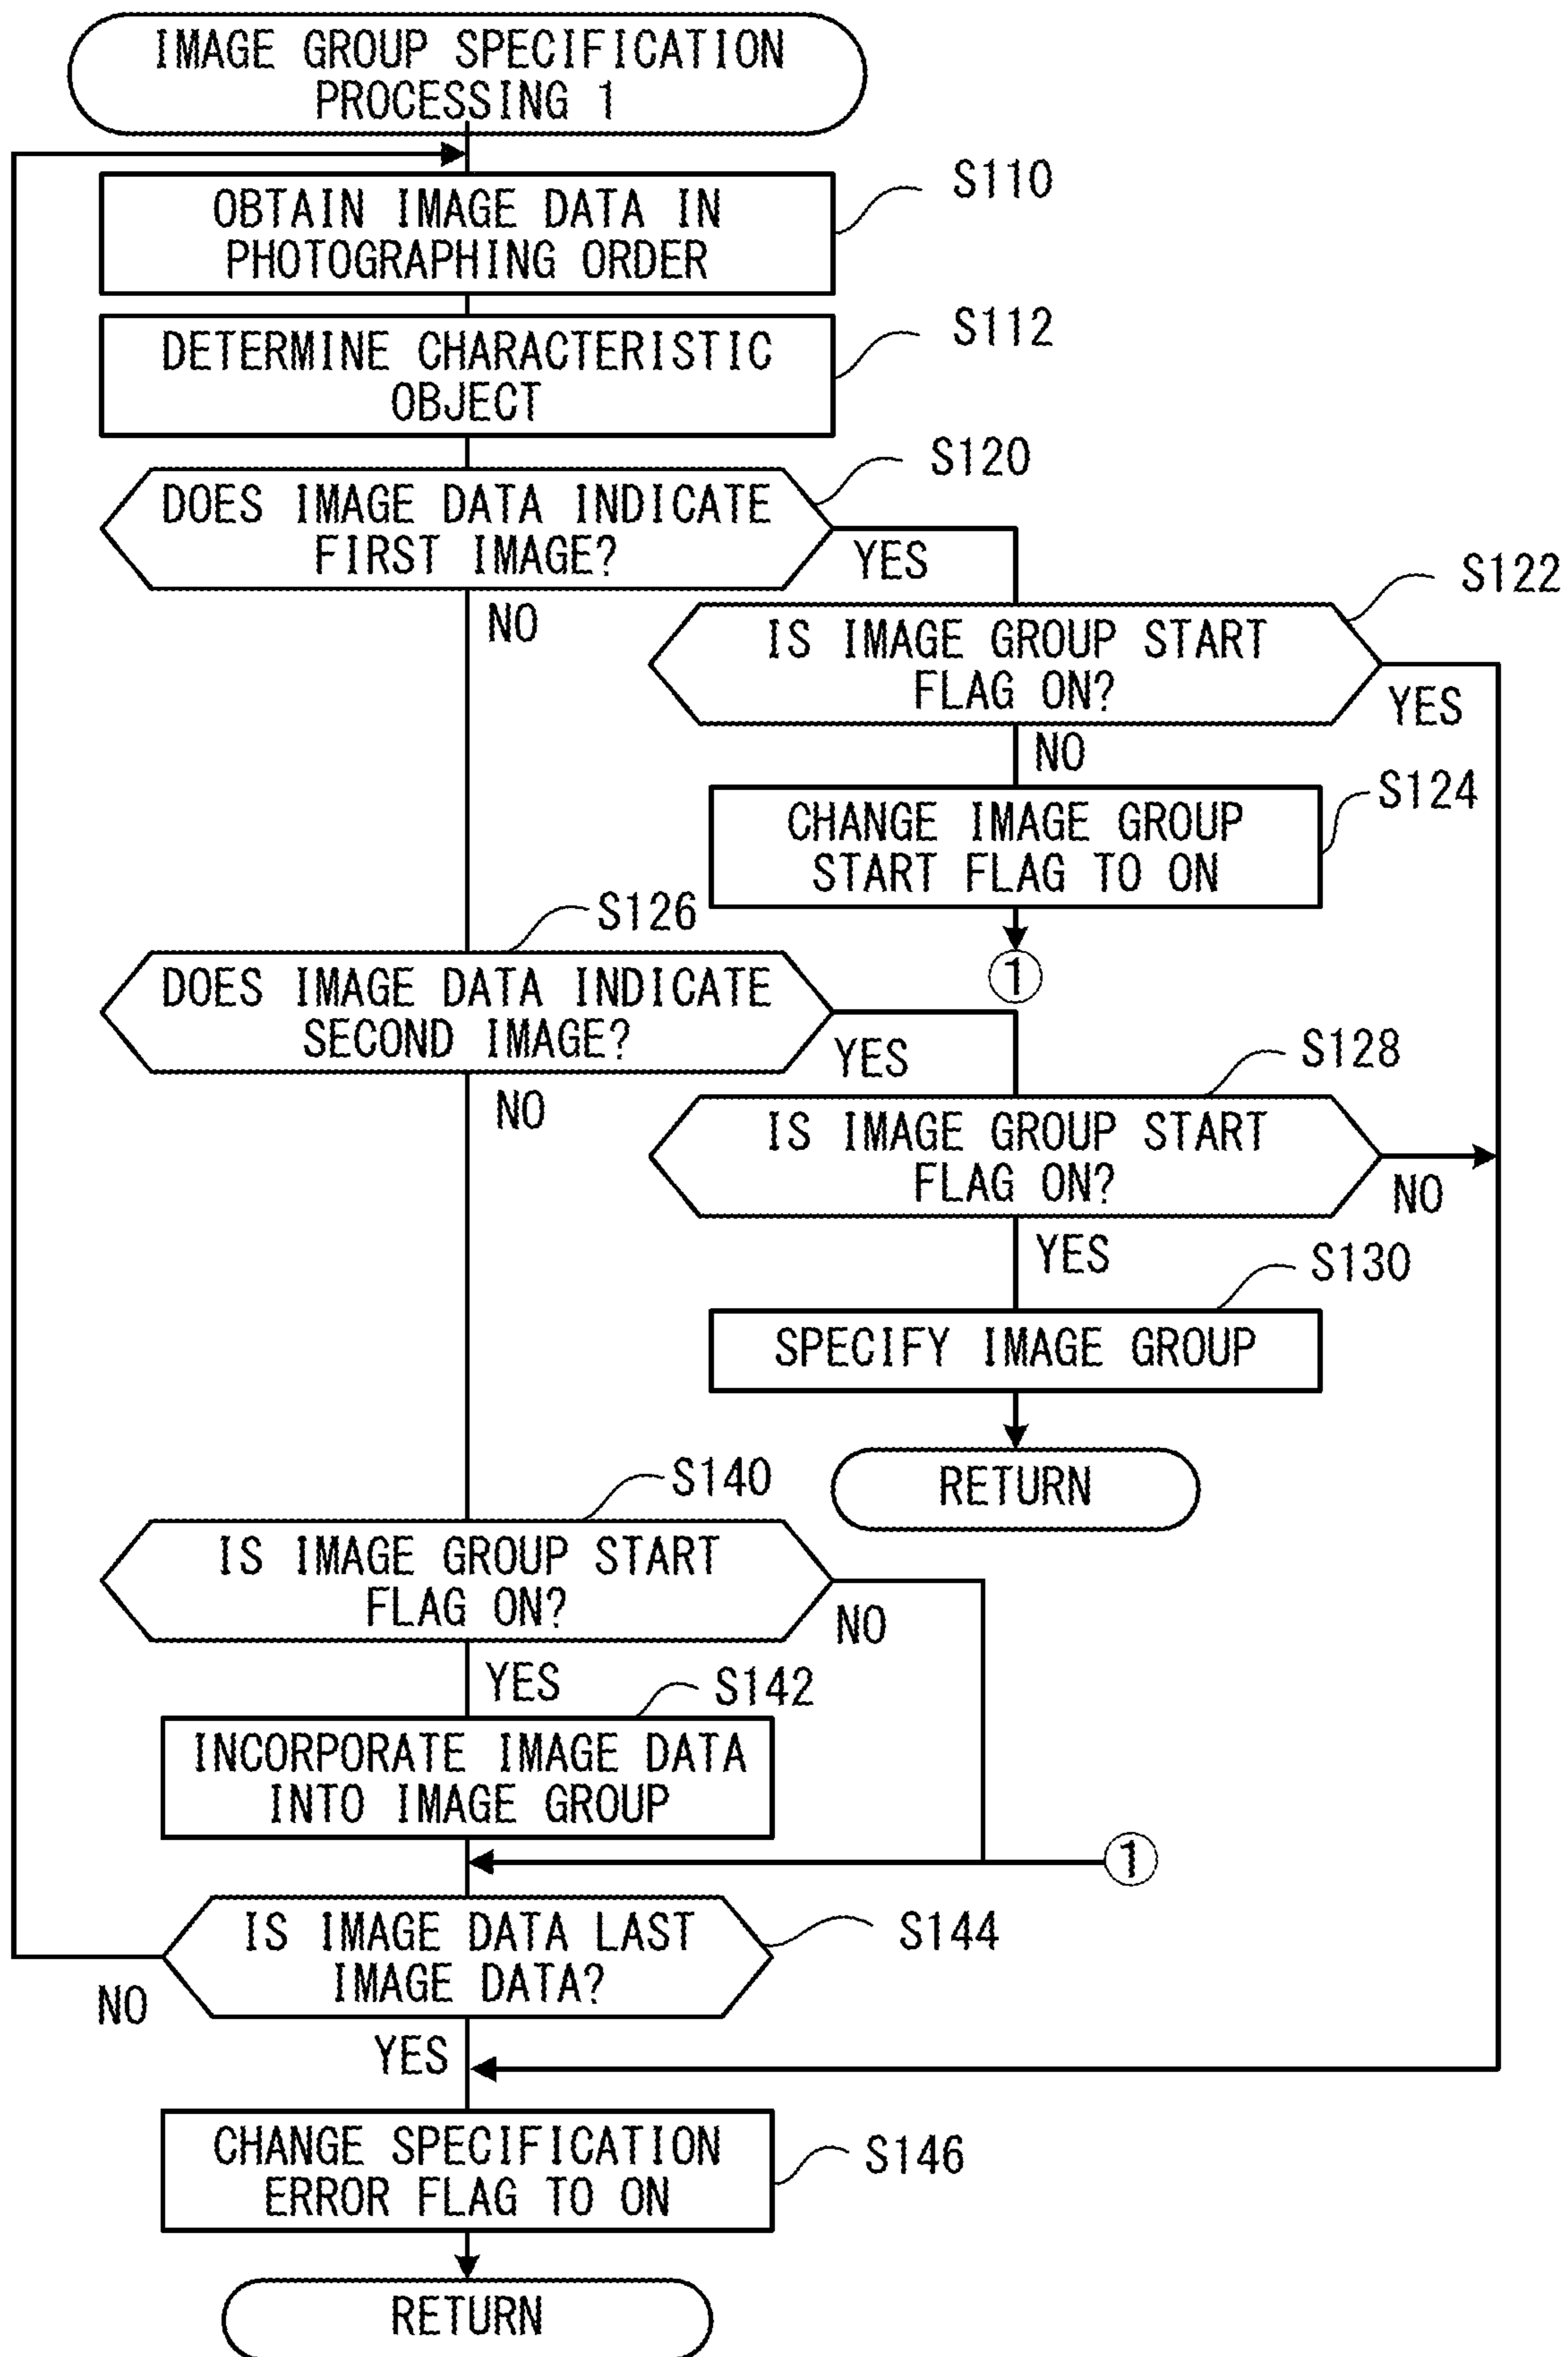 IMAGE GROUP SPECIFICATION
PROCESSING 1
OBTAIN IMAGE DATA IN
PHOTOGRAPHING ORDER
S110
DETERMINE CHARACTERISTIC
OBJECT
S112
DOES IMAGE DATA INDICATE
FIRST IMAGE?
S120
YES
NO
IS IMAGE GROUP START
FLAG ON?
S122
YES
NO
CHANGE IMAGE GROUP
START FLAG TO ON
S124
1
S126
DOES IMAGE DATA INDICATE
SECOND IMAGE?
YES
NO
S128
IS IMAGE GROUP START
FLAG ON?
NO
YES
S130
SPECIFY IMAGE GROUP
RETURN
S140
IS IMAGE GROUP START
FLAG ON?
NO
YES
S142
INCORPORATE IMAGE DATA
INTO IMAGE GROUP
1
IS IMAGE DATA LAST
IMAGE DATA?
S144
NO
YES
CHANGE SPECIFICATION
ERROR FLAG TO ON
S146
RETURN